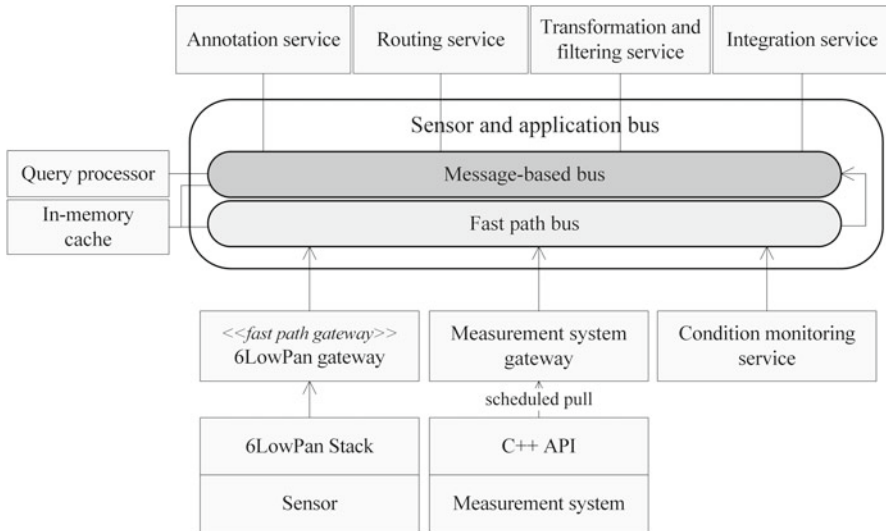 Annotation service
Routing service
Transformation and
filtering service
Integration service
Sensor and application bus
Query processor
Message-based bus
In-memory
cache
Fast path bus
<<fast path gateway>>
6LowPan gateway
Measurement system
gateway
Condition monitoring
service
scheduled pull
6LowPan Stack
C++ API
Sensor
Measurement system